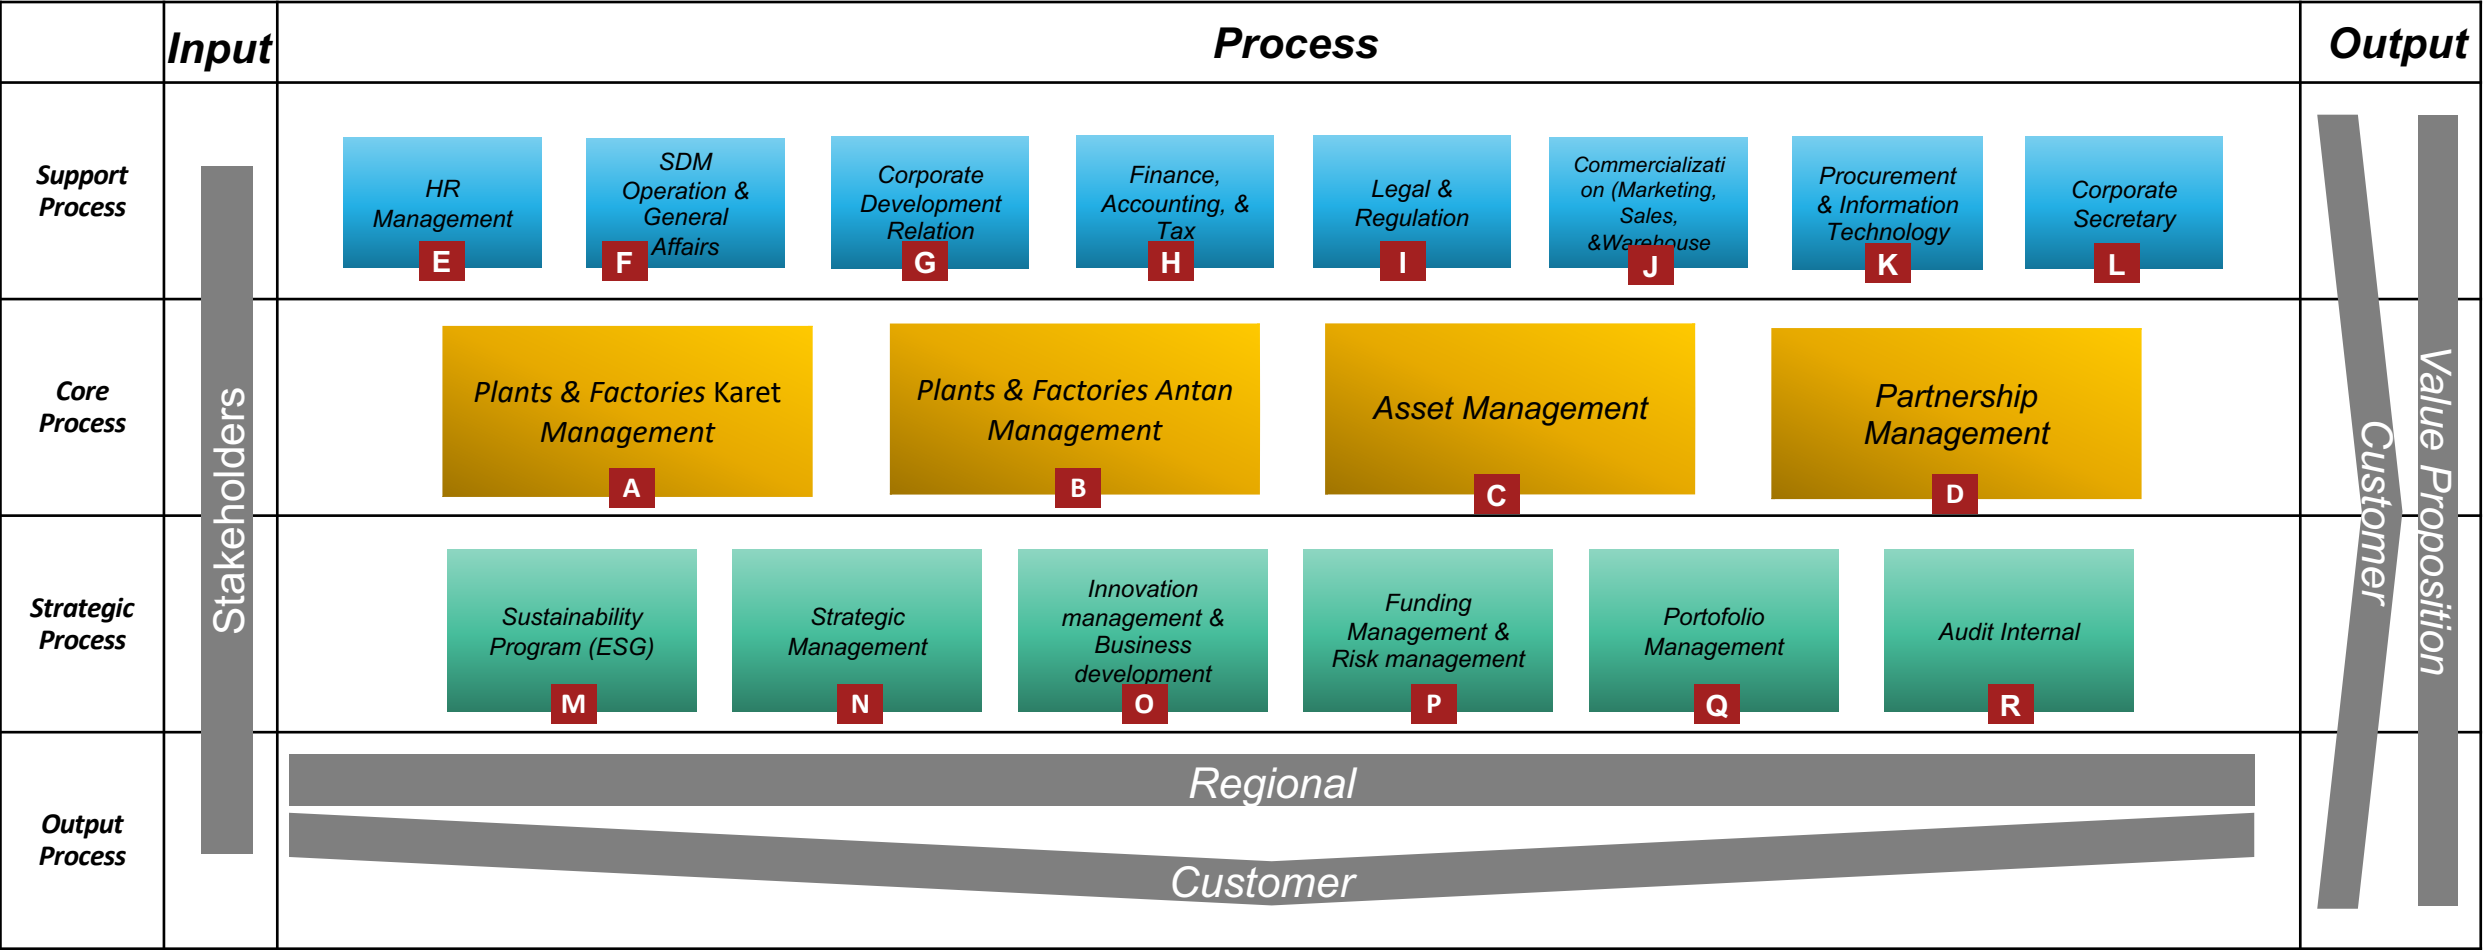 Input
Process
Output
Support
Process
HR
Management
E
SDM
Operation &
General
Affairs
F
Corporate
Development
Relation
G
Finance,
Accounting, &
Tax
H
Legal &
Regulation
I
Commercializati
on (Marketing,
Sales,
&Warehouse
J
Procurement
& Information
Technology
K
Corporate
Secretary
L
Core
Process
Plants & Factories Karet
Management
A
Plants & Factories Antan
Management
B
Asset Management
C
Partnership
Management
D
Strategic
Process
Sustainability
Program (ESG)
M
Strategic
Management
N
Innovation
management &
Business
development
O
Funding
Management &
Risk management
P
Portofolio
Management
Q
Audit Internal
R
Output
Process
Regional
Customer
Stakeholders
Customer
Value Proposition